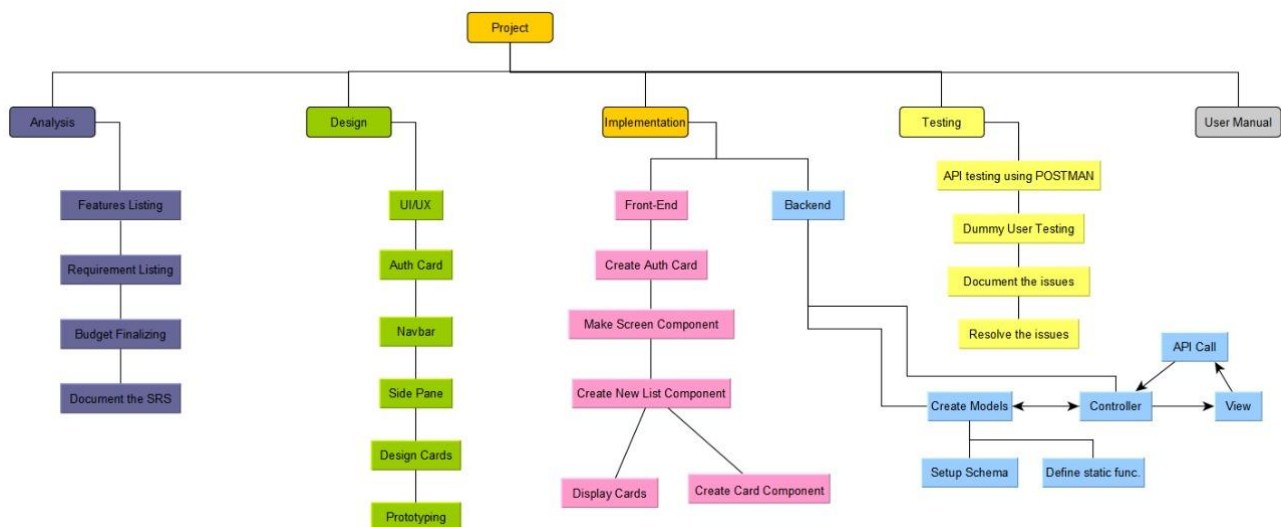 Project
Analysis
Design
Implementation
Testing
User Manual
Features Listing
Requirement Listing
Budget Finalizing
Document the SRS
UI/UX
Auth Card
Navbar
Side Pane
Design Cards
Prototyping
Front-End
Create Auth Card
Make Screen Component
Create New List Component
Display Cards
Create Card Component
Backend
Create Models
Controller
View
API Call
Setup Schema
Define static func.
API testing using POSTMAN
Dummy User Testing
Document the issues
Resolve the issues